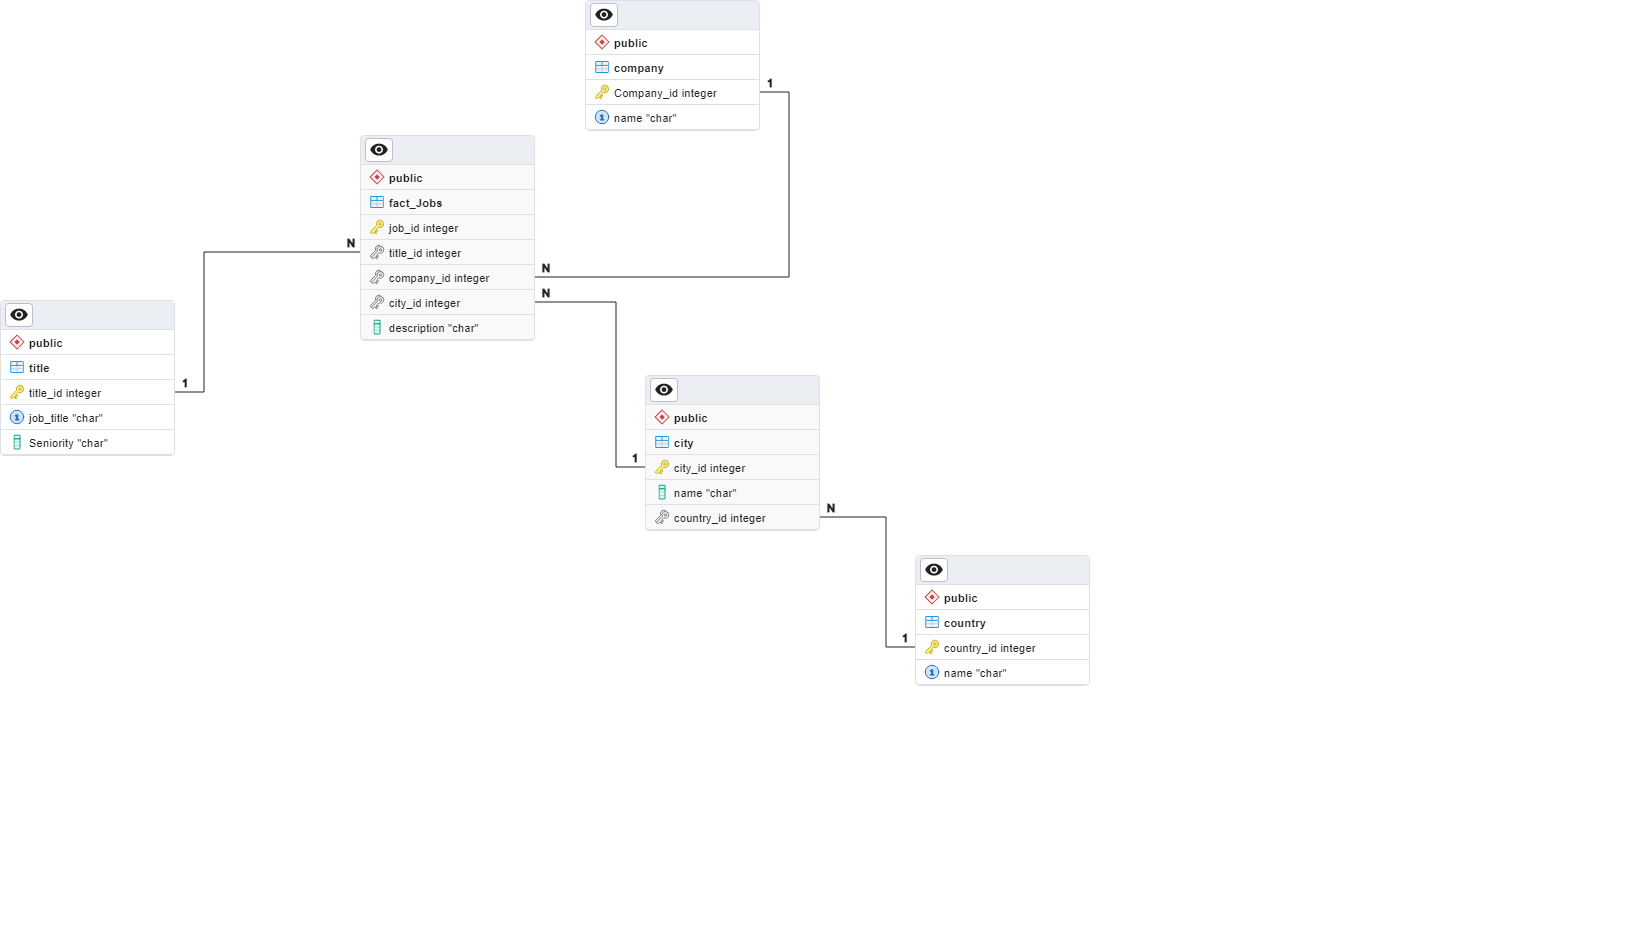 public
company
Company_id integer
name "char"
1
public
fact_Jobs
job_id integer
title_id integer
company_id integer
city_id integer
description "char"
N
N
N
public
title
title_id integer
job_title "char"
Seniority "char"
1
public
city
city_id integer
name "char"
country_id integer
1
N
public
country
country_id integer
name "char"
1